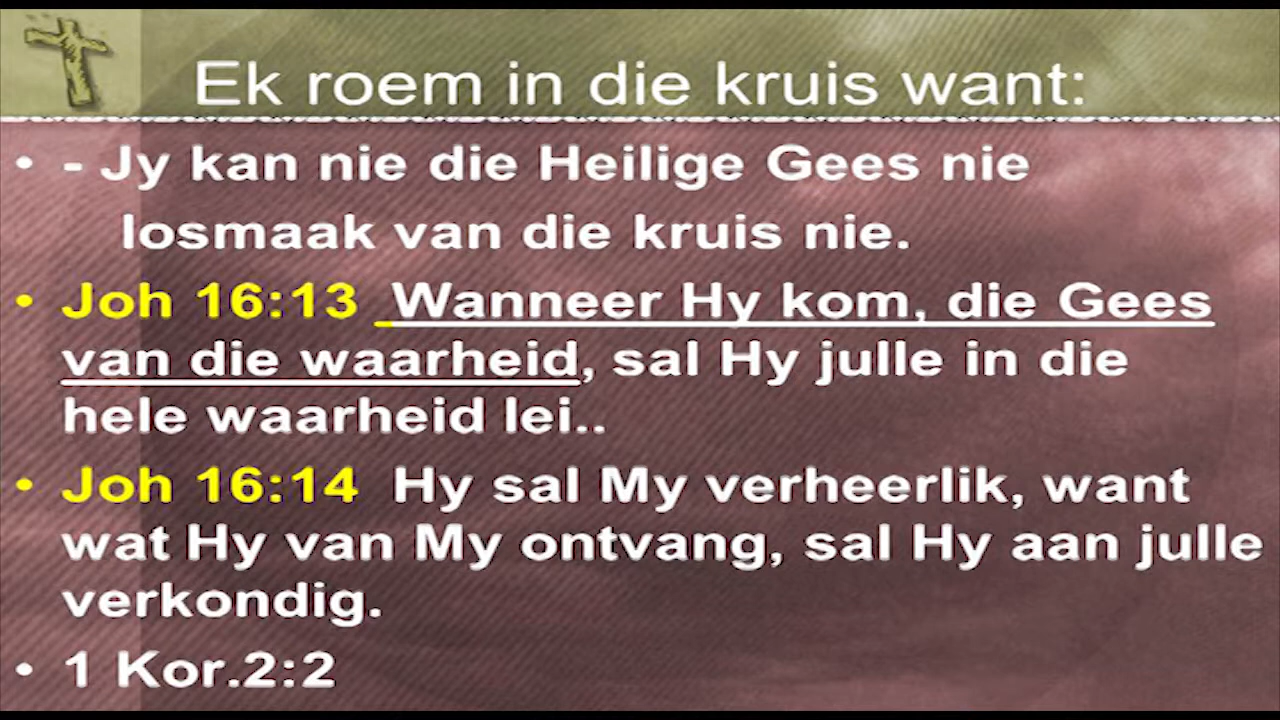 Ek roem in die kruis want:
• - Jy kan nie die Heilige Gees nie
losmaak van die kruis nie.
• Joh 16:13 Wanneer Hy kom, die Gees
van die waarheid, sal Hy julle in die
hele waarheid lei..
• Joh 16:14 Hy sal My verheerlik, want
wat Hy van My ontvang, sal Hy aan julle
verkondig.
• 1 Kor.2:2